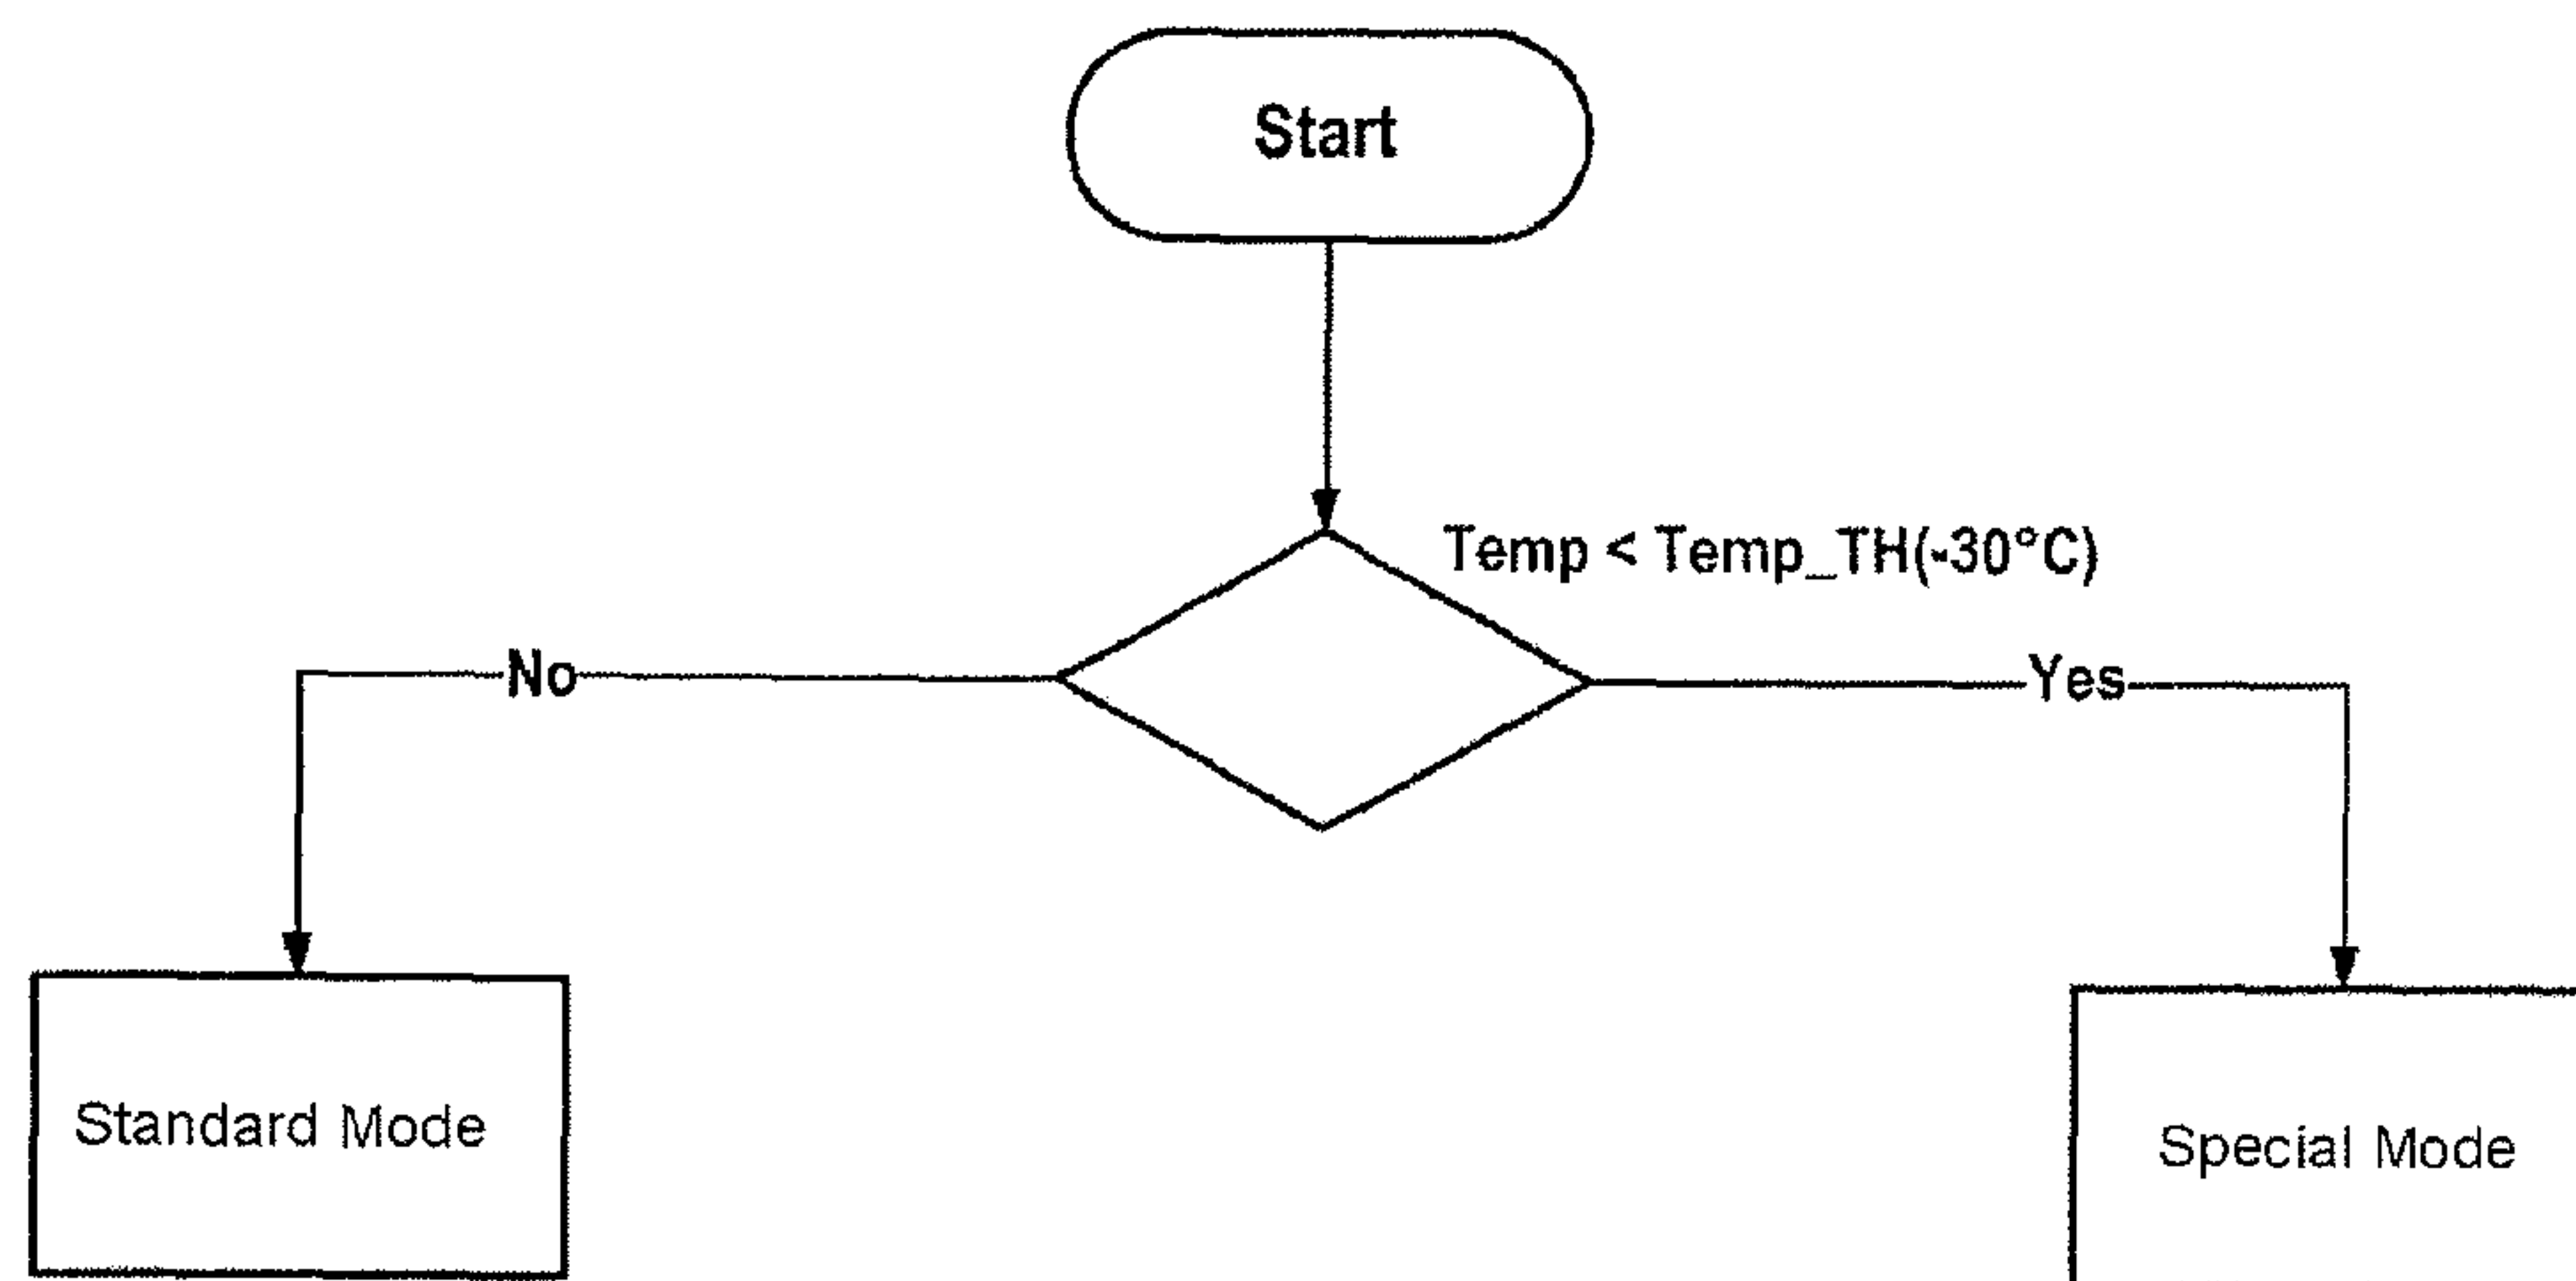 Start
Temp < Temp_TH(-30°C)
No
Yes
Standard Mode
Special Mode